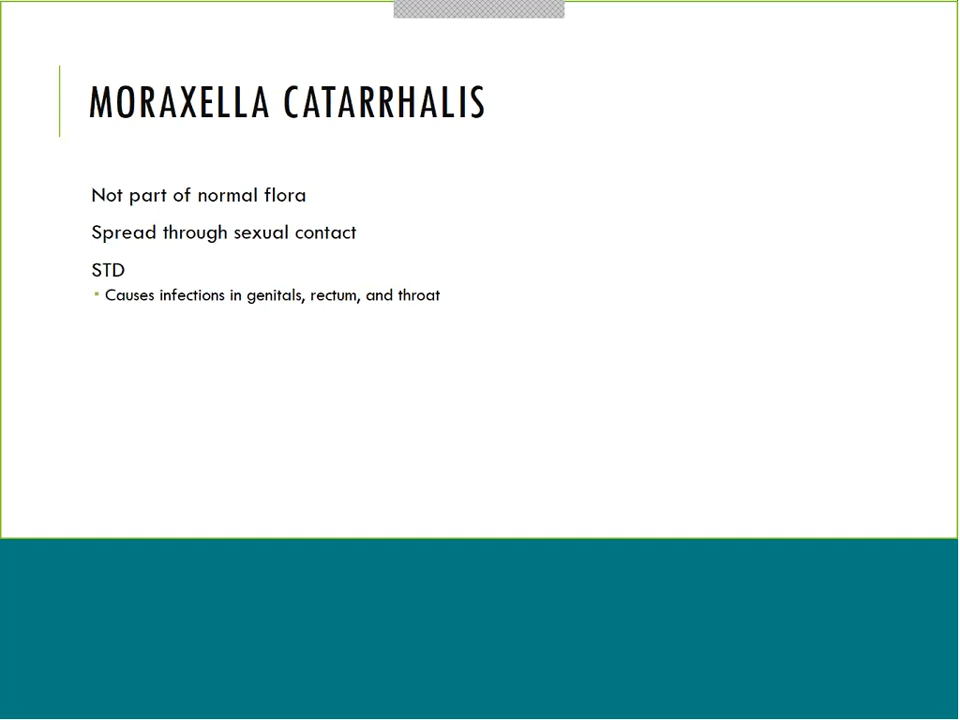 MORAXELLA CATARRHALIS
Not part of normal flora
Spread through sexual contact
STD
▪ Causes infections in genitals, rectum, and throat